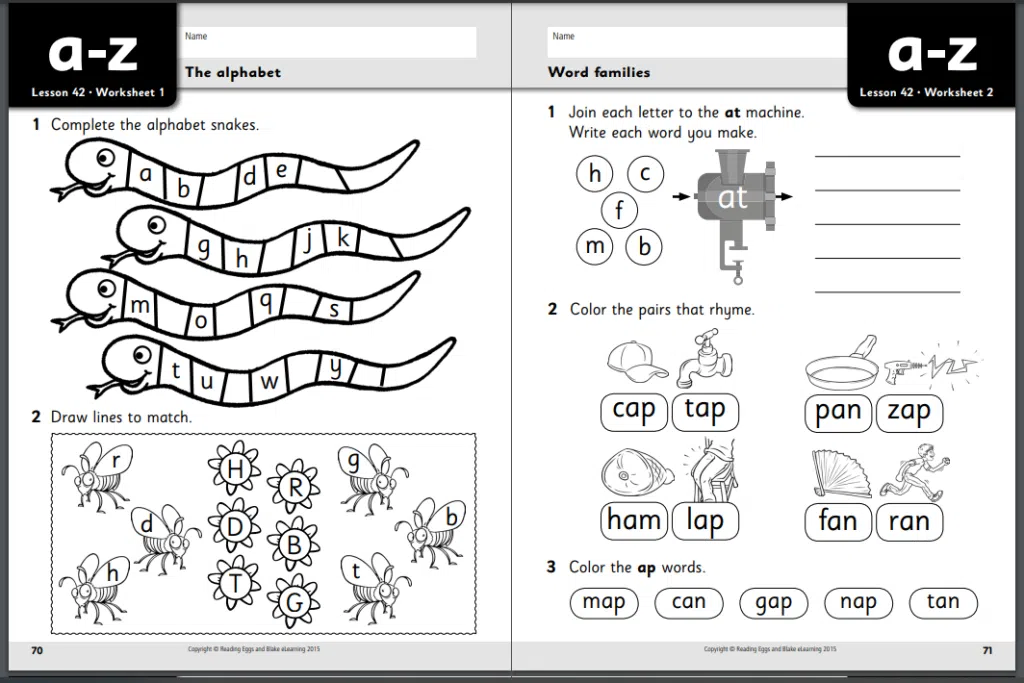 a-z
Lesson 42 • Worksheet 1
Name
The alphabet
1 Complete the alphabet snakes.
a b d e
g h j k
m o q s
t u w y
2 Draw lines to match.
r H g
R
d D b
B
h T t
G
70
Copyright © Reading Eggs and Blake eLearning 2015
Name
Word families
a-z
Lesson 42 • Worksheet 2
1 Join each letter to the at machine.
Write each word you make.
h c
f
m b
at
2 Color the pairs that rhyme.
cap tap pan zap
ham lap fan ran
3 Color the ap words.
map can gap nap tan
Copyright © Reading Eggs and Blake eLearning 2015
71